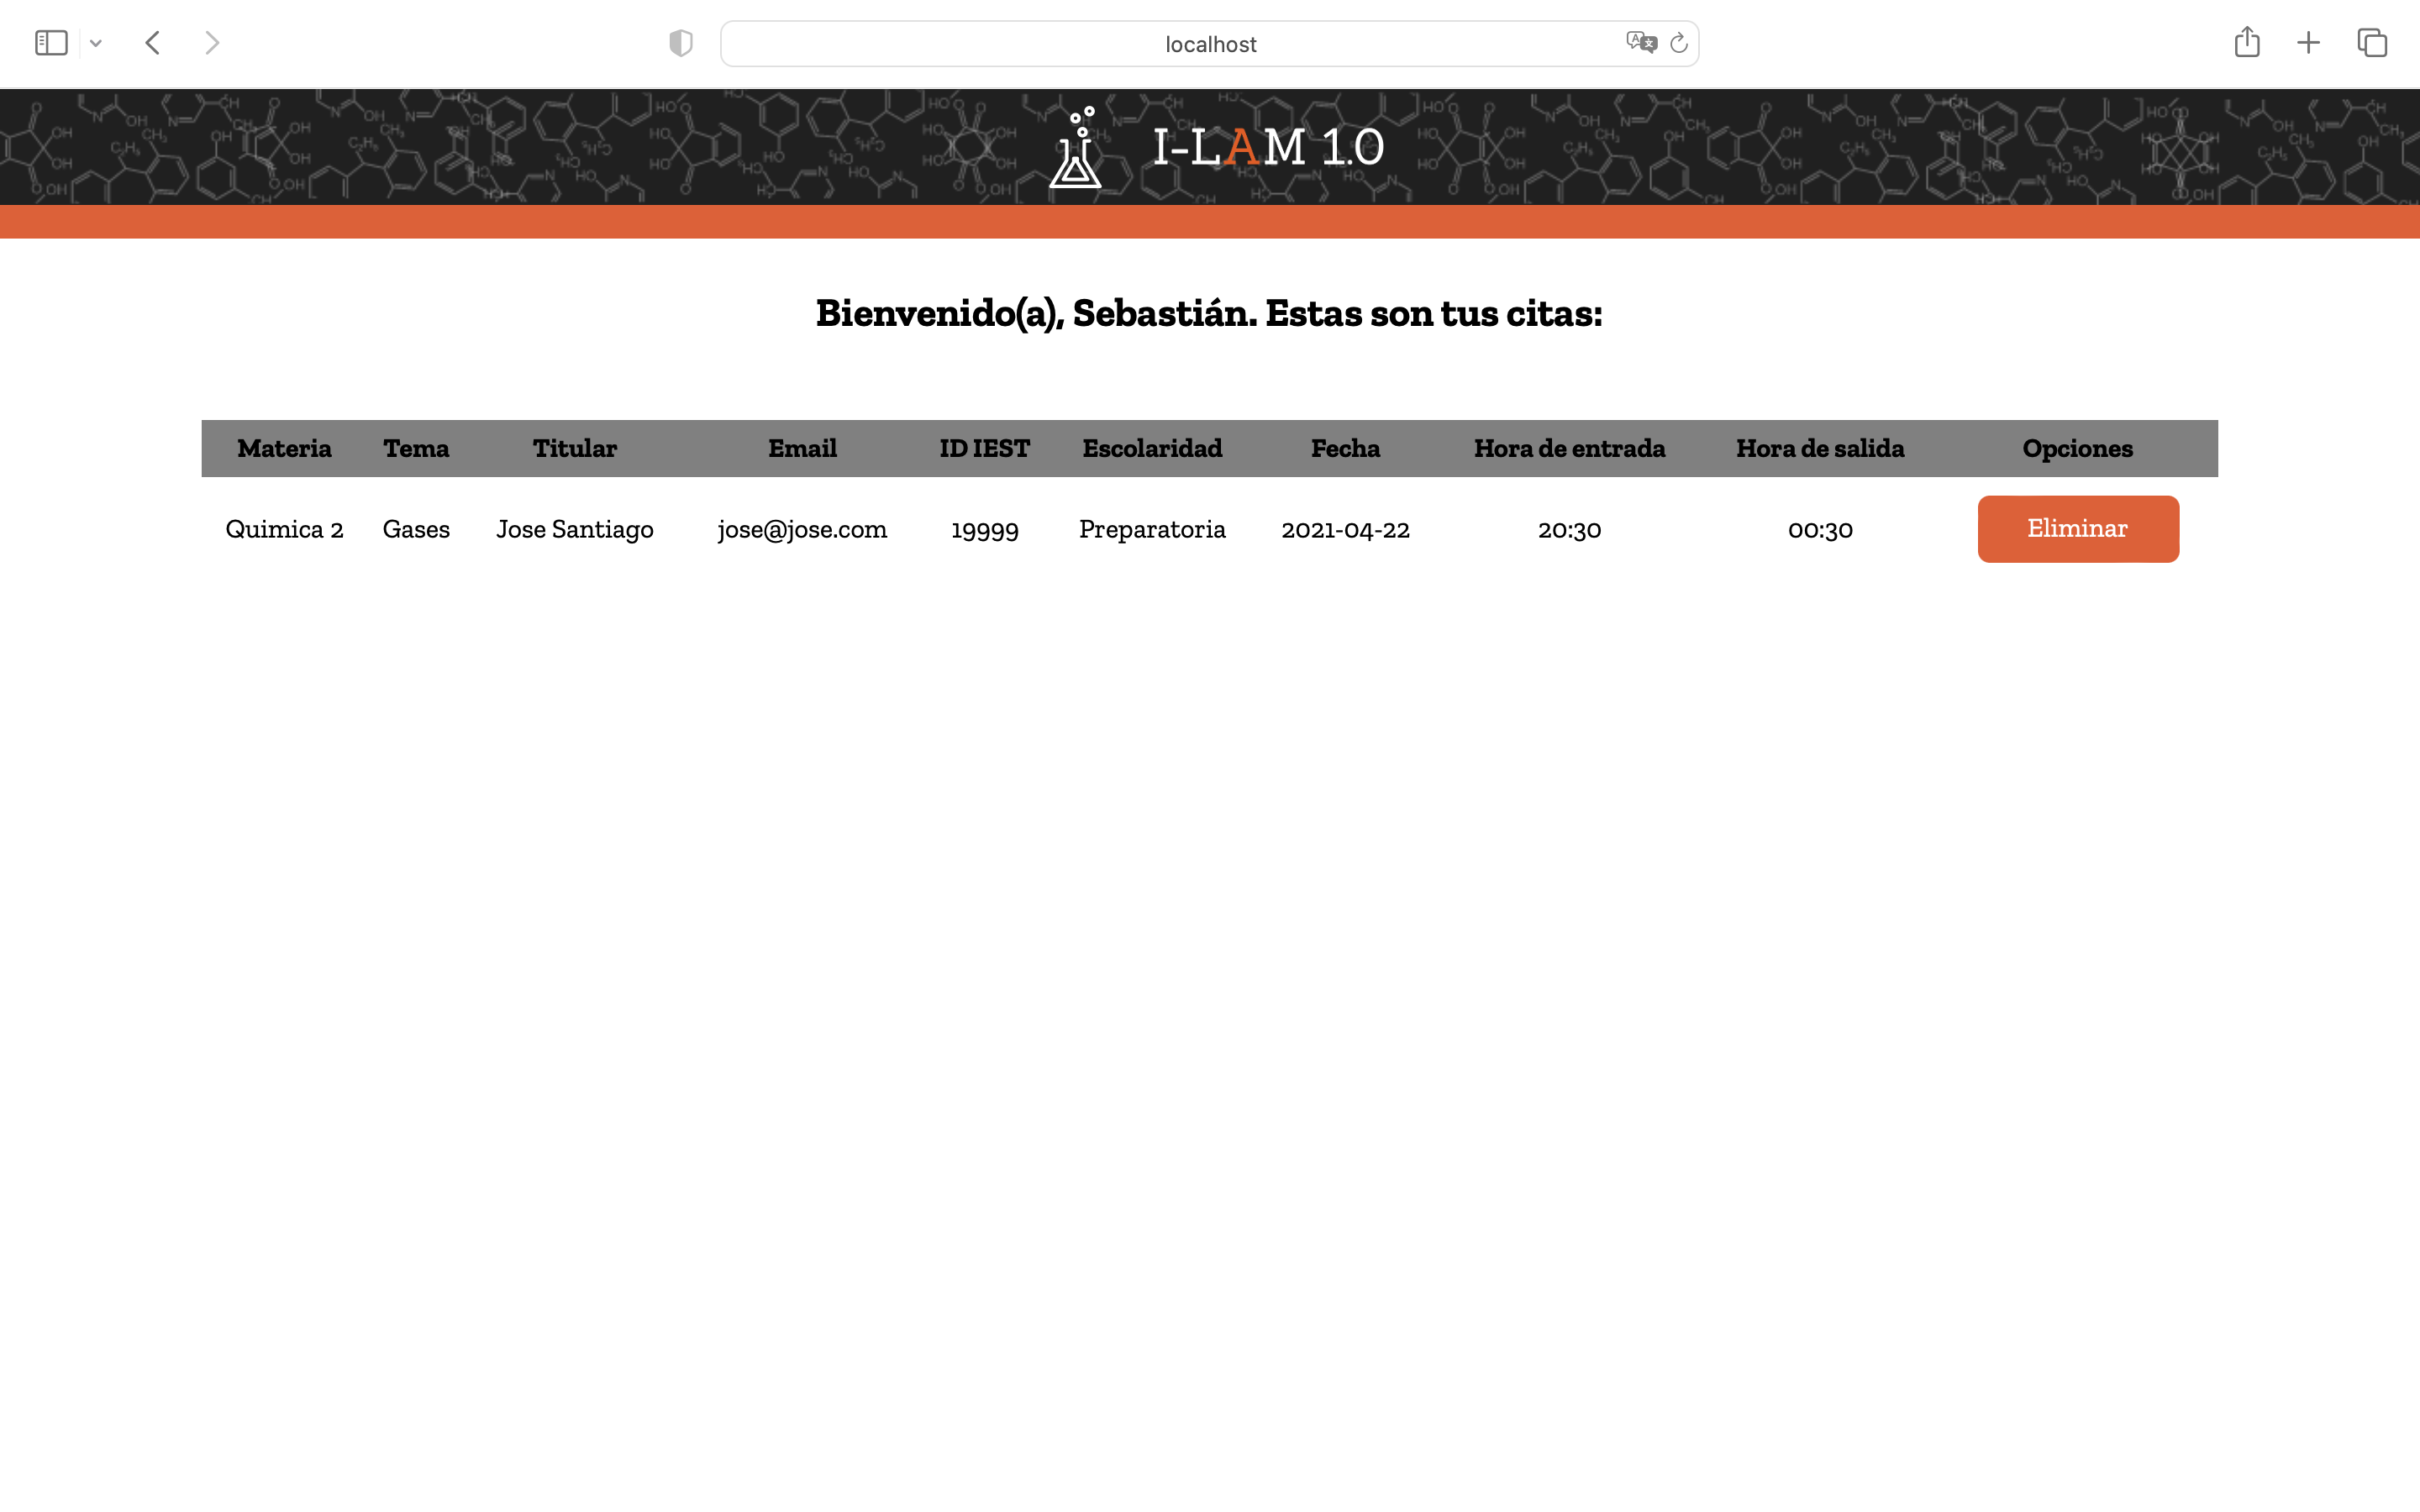 localhost
I-LAM 1.0
Bienvenido(a), Sebastián. Estas son tus citas:
Materia Tema Titular Email ID IEST Escolaridad Fecha Hora de entrada Hora de salida Opciones
Quimica 2 Gases Jose Santiago jose@jose.com 19999 Preparatoria 2021-04-22 20:30 00:30 Eliminar